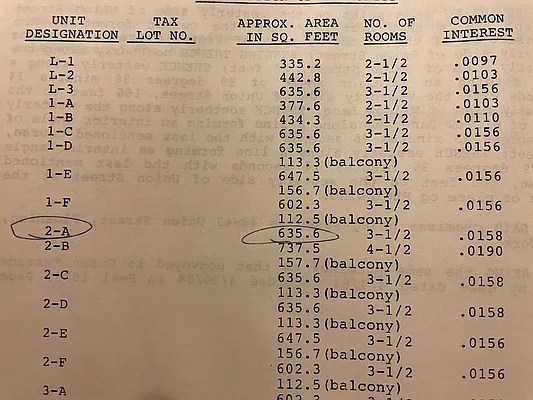 UNIT TAX APPROX. AREA NO. OF COMMON
DESIGNATION LOT NO. IN SQ. FEET ROOMS INTEREST
L-1 335.2 2-1/2 .0097
L-2 442.8 2-1/2 .0103
L-3 635.6 3-1/2 .0156
1-A 377.6 2-1/2 .0103
1-B 434.3 2-1/2 .0110
1-C 635.6 3-1/2 .0156
1-D 635.6 3-1/2 .0156
113.3(balcony)
1-E 647.5 3-1/2 .0156
156.7(balcony)
1-F 602.3 3-1/2 .0156
112.5(balcony)
2-A 635.6 3-1/2 .0158
2-B 737.5 4-1/2 .0190
157.7(balcony)
2-C 635.6 3-1/2 .0158
113.3(balcony)
2-D 635.6 3-1/2 .0158
113.3(balcony)
2-E 647.5 3-1/2 .0156
156.7(balcony)
2-F 602.3 3-1/2 .0156
112.5(balcony)
3-A